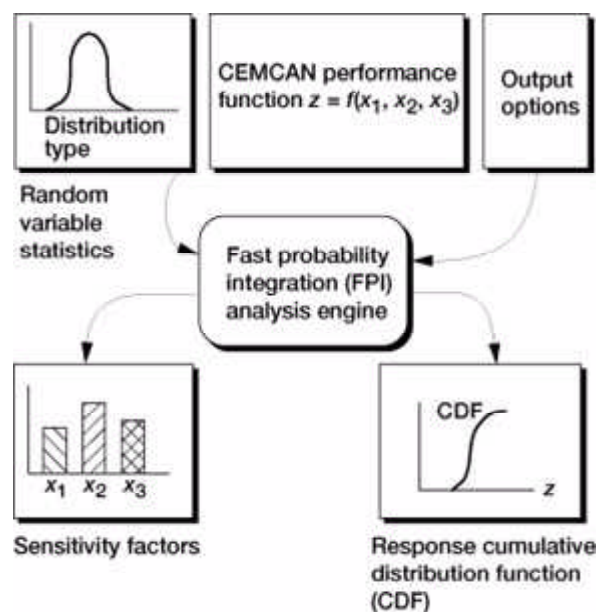 Distribution
type
CEMCAN performance
function z = f(x1, x2, x3)
Output
options
Random
variable
statistics
Fast probability
integration (FPI)
analysis engine
x1 x2 x3
Sensitivity factors
CDF
z
Response cumulative
distribution function
(CDF)